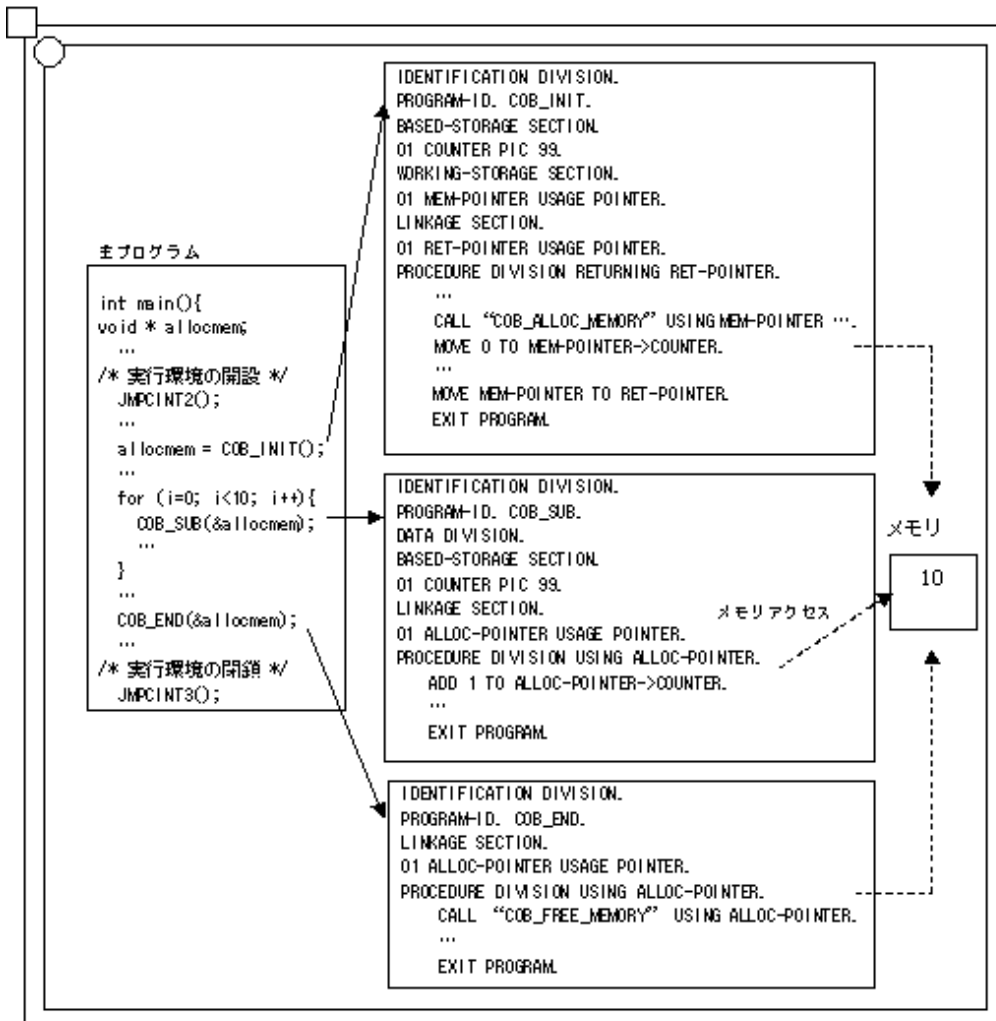 主プログラム
int main(){
void * allocmem;
…
/* 実行環境の開設 */
JMPCINT2();
…
allocmem = COB_INIT();
…
for (i=0; i<10; i++){
COB_SUB(&allocmem);
…
}
…
COB_END(&allocmem);
…
/* 実行環境の閉鎖 */
JMPCINT3();
IDENTIFICATION DIVISION.
PROGRAM-ID. COB_INIT.
BASED-STORAGE SECTION.
01 COUNTER PIC 99.
WORKING-STORAGE SECTION.
01 MEM-POINTER USAGE POINTER.
LINKAGE SECTION.
01 RET-POINTER USAGE POINTER.
PROCEDURE DIVISION RETURNING RET-POINTER.
…
CALL “COB_ALLOC_MEMORY” USING MEM-POINTER ….
MOVE 0 TO MEM-POINTER->COUNTER.
…
MOVE MEM-POINTER TO RET-POINTER.
EXIT PROGRAM.
IDENTIFICATION DIVISION.
PROGRAM-ID. COB_SUB.
DATA DIVISION.
BASED-STORAGE SECTION.
01 COUNTER PIC 99.
LINKAGE SECTION.
01 ALLOC-POINTER USAGE POINTER.
PROCEDURE DIVISION USING ALLOC-POINTER.
ADD 1 TO ALLOC-POINTER->COUNTER.
…
EXIT PROGRAM.
メモリアクセス
メモリ
10
IDENTIFICATION DIVISION.
PROGRAM-ID. COB_END.
LINKAGE SECTION.
01 ALLOC-POINTER USAGE POINTER.
PROCEDURE DIVISION USING ALLOC-POINTER.
CALL “COB_FREE_MEMORY” USING ALLOC-POINTER.
…
EXIT PROGRAM.